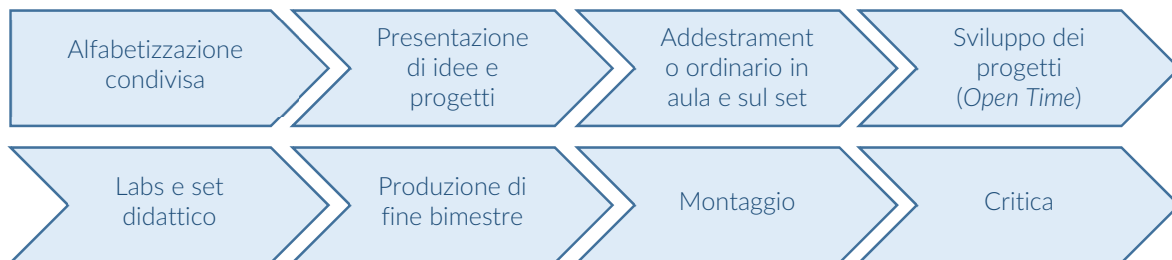 Alfabetizzazione
condivisa
Presentazione
di idee e
progetti
Addestrament
o ordinario in
aula e sul set
Sviluppo dei
progetti
(Open Time)
Labs e set
didattico
Produzione di
fine bimestre
Montaggio
Critica